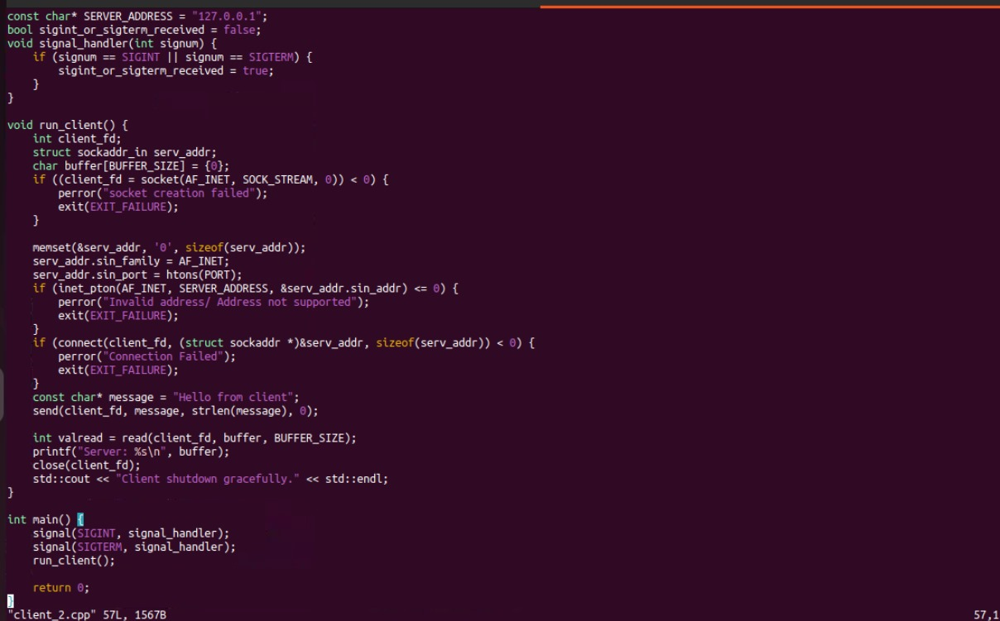 const char* SERVER_ADDRESS = "127.0.0.1";
bool sigint_or_sigterm_received = false;
void signal_handler(int signum) {
    if (signum == SIGINT || signum == SIGTERM) {
        sigint_or_sigterm_received = true;
    }
}

void run_client() {
    int client_fd;
    struct sockaddr_in serv_addr;
    char buffer[BUFFER_SIZE] = {0};
    if ((client_fd = socket(AF_INET, SOCK_STREAM, 0)) < 0) {
        perror("socket creation failed");
        exit(EXIT_FAILURE);
    }

    memset(&serv_addr, '0', sizeof(serv_addr));
    serv_addr.sin_family = AF_INET;
    serv_addr.sin_port = htons(PORT);
    if (inet_pton(AF_INET, SERVER_ADDRESS, &serv_addr.sin_addr) <= 0) {
        perror("Invalid address/ Address not supported");
        exit(EXIT_FAILURE);
    }
    if (connect(client_fd, (struct sockaddr *)&serv_addr, sizeof(serv_addr)) < 0) {
        perror("Connection Failed");
        exit(EXIT_FAILURE);
    }
    const char* message = "Hello from client";
    send(client_fd, message, strlen(message), 0);

    int valread = read(client_fd, buffer, BUFFER_SIZE);
    printf("Server: %s\n", buffer);
    close(client_fd);
    std::cout << "Client shutdown gracefully." << std::endl;
}

int main() {
    signal(SIGINT, signal_handler);
    signal(SIGTERM, signal_handler);
    run_client();

    return 0;
}
"client_2.cpp" 57L, 1567B 57,1